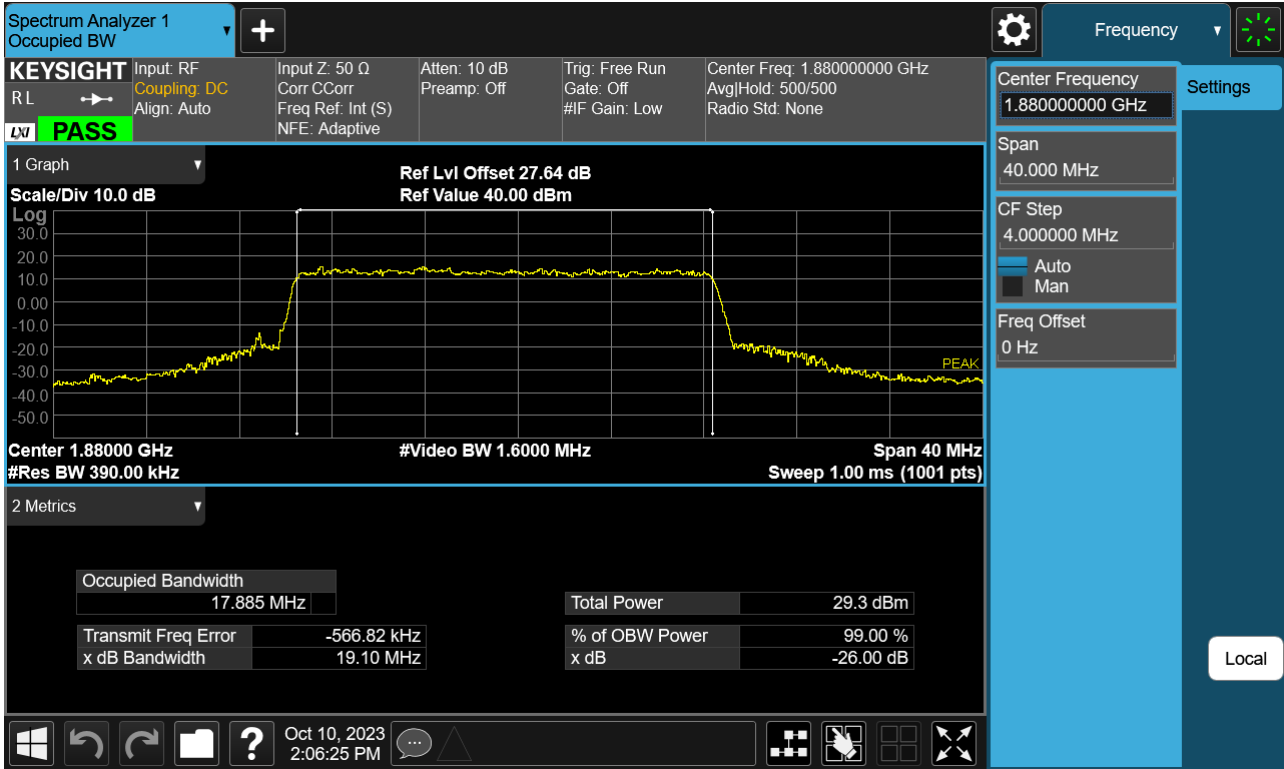 Spectrum Analyzer 1
Occupied BW
▼
+
Frequency
▼
KEYSIGHT
R L
LXI
PASS
Input: RF
Coupling: DC
Align: Auto
Input Z: 50 Ω
Corr CCorr
Freq Ref: Int (S)
NFE: Adaptive
Atten: 10 dB
Preamp: Off
Trig: Free Run
Gate: Off
#IF Gain: Low
Center Freq: 1.880000000 GHz
Avg|Hold: 500/500
Radio Std: None
1 Graph ▼
Scale/Div 10.0 dB
Ref Lvl Offset 27.64 dB
Ref Value 40.00 dBm
Log
30.0
20.0
10.0
0.00
-10.0
-20.0
-30.0
-40.0
-50.0
PEAK
Center 1.88000 GHz
#Video BW 1.6000 MHz
Span 40 MHz
#Res BW 390.00 kHz
Sweep 1.00 ms (1001 pts)
2 Metrics ▼
Occupied Bandwidth
17.885 MHz
Total Power 29.3 dBm
Transmit Freq Error -566.82 kHz
% of OBW Power 99.00 %
x dB Bandwidth 19.10 MHz
x dB -26.00 dB
Center Frequency
1.880000000 GHz
Span
40.000 MHz
CF Step
4.000000 MHz
Auto
Man
Freq Offset
0 Hz
Settings
Local
?
Oct 10, 2023
2:06:25 PM